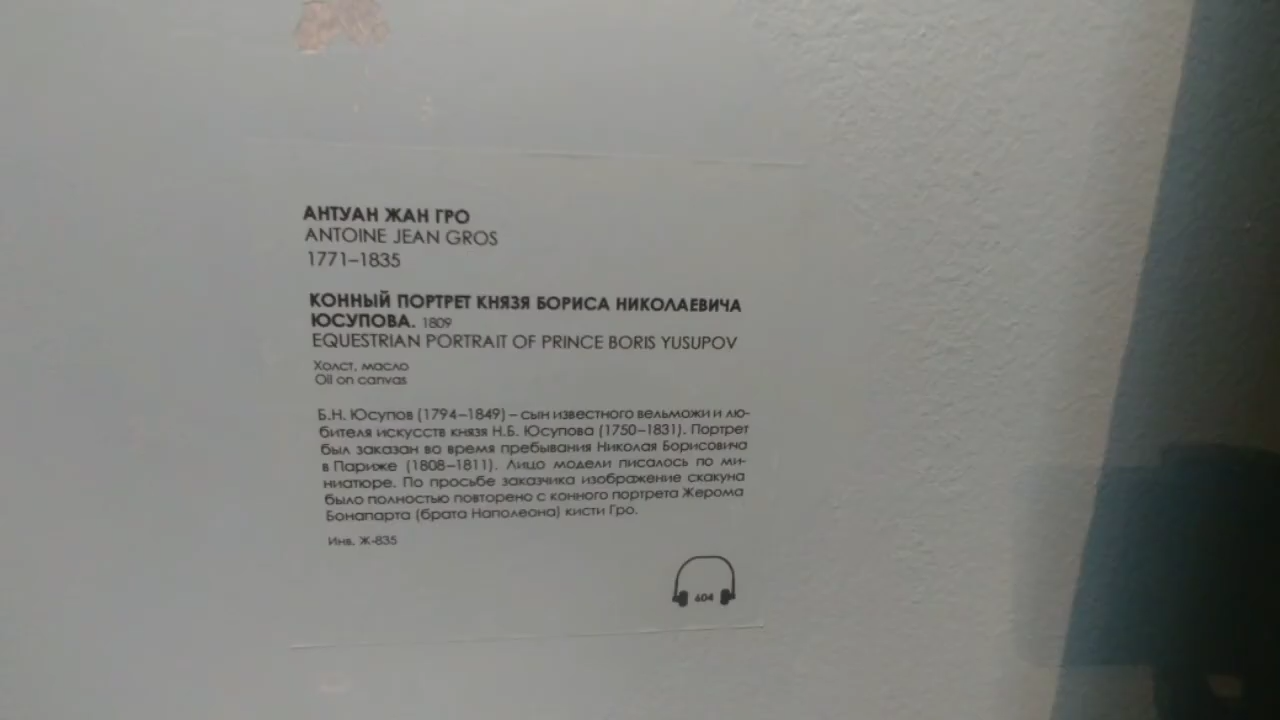 АНТУАН ЖАН ГРО
ANTOINE JEAN GROS
1771–1835
КОННЫЙ ПОРТРЕТ КНЯЗЯ БОРИСА НИКОЛАЕВИЧА
ЮСУПОВА. 1809
EQUESTRIAN PORTRAIT OF PRINCE BORIS YUSUPOV
Холст, масло
Oil on canvas
Б.Н. Юсупов (1794–1849) – сын известного вельможи и лю-
бителя искусств князя Н.Б. Юсупова (1750–1831). Портрет
был заказан во время пребывания Николая Борисовича
в Париже (1808–1811). Лицо модели писалось по ми-
ниатюре. По просьбе заказчика изображение скакуна
было полностью повторено с конного портрета Жерома
Бонапарта (брата Наполеона) кисти Гро.
Инв. Ж-835
604